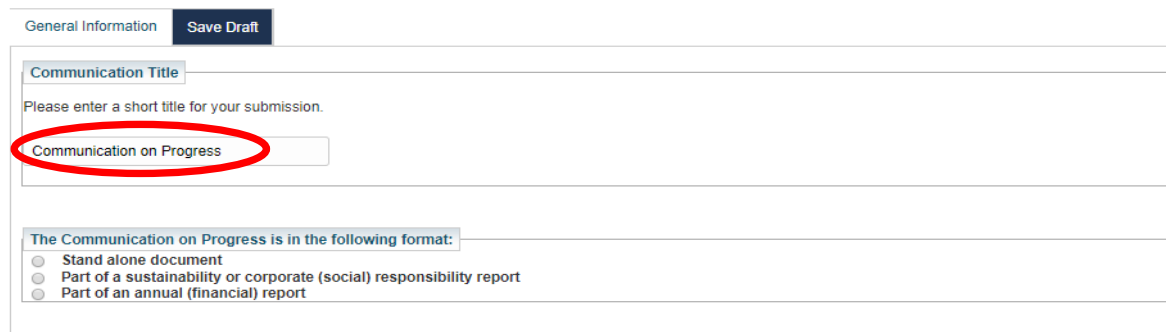 General Information
Save Draft
Communication Title
Please enter a short title for your submission.
Communication on Progress
The Communication on Progress is in the following format:
Stand alone document
Part of a sustainability or corporate (social) responsibility report
Part of an annual (financial) report